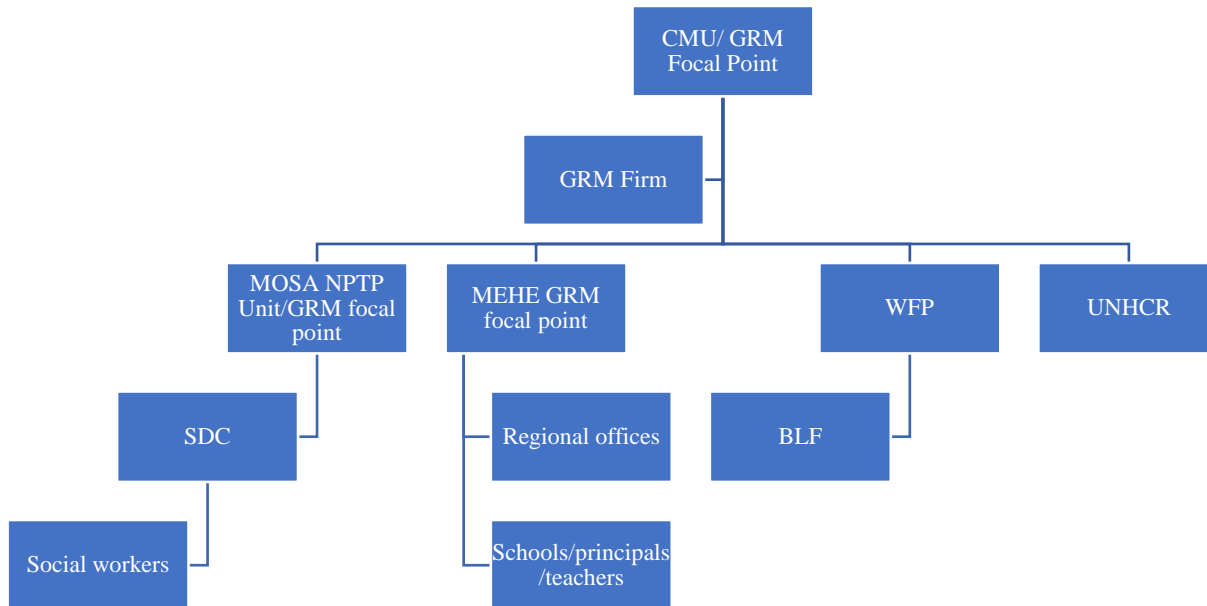 CMU/ GRM
Focal Point
GRM Firm
MOSA NPTP
Unit/GRM focal
point
MEHE GRM
focal point
WFP
UNHCR
SDC
Regional offices
BLF
Social workers
Schools/principals
/teachers